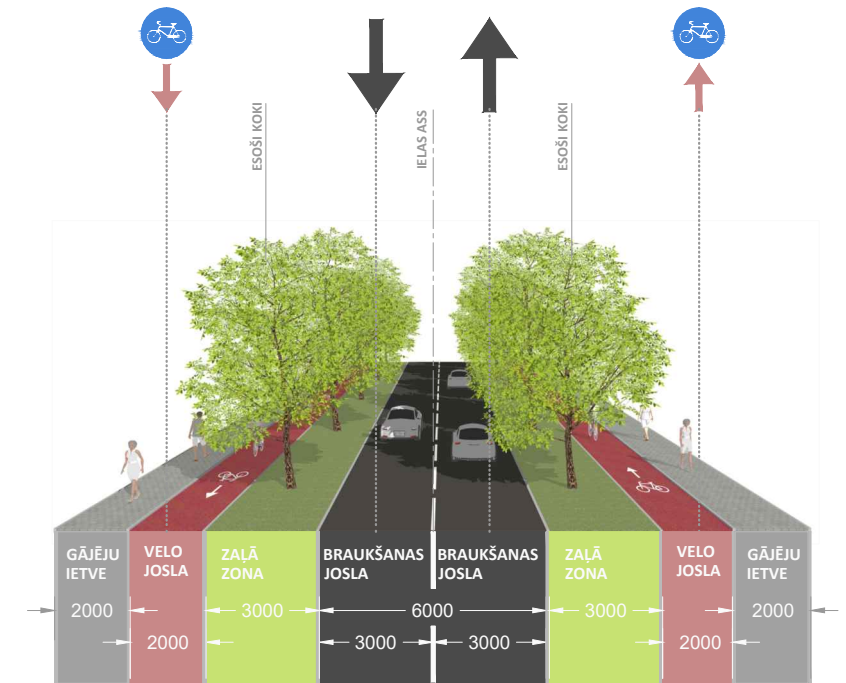 ESOŠI KOKI
IELAS ASS
ESOŠI KOKI
GĀJĒJU
IETVE
VELO
JOSLA
ZAĻĀ
ZONA
BRAUKŠANAS
JOSLA
BRAUKŠANAS
JOSLA
ZAĻĀ
ZONA
VELO
JOSLA
GĀJĒJU
IETVE
2000
3000
6000
3000
2000
2000
3000
3000
2000